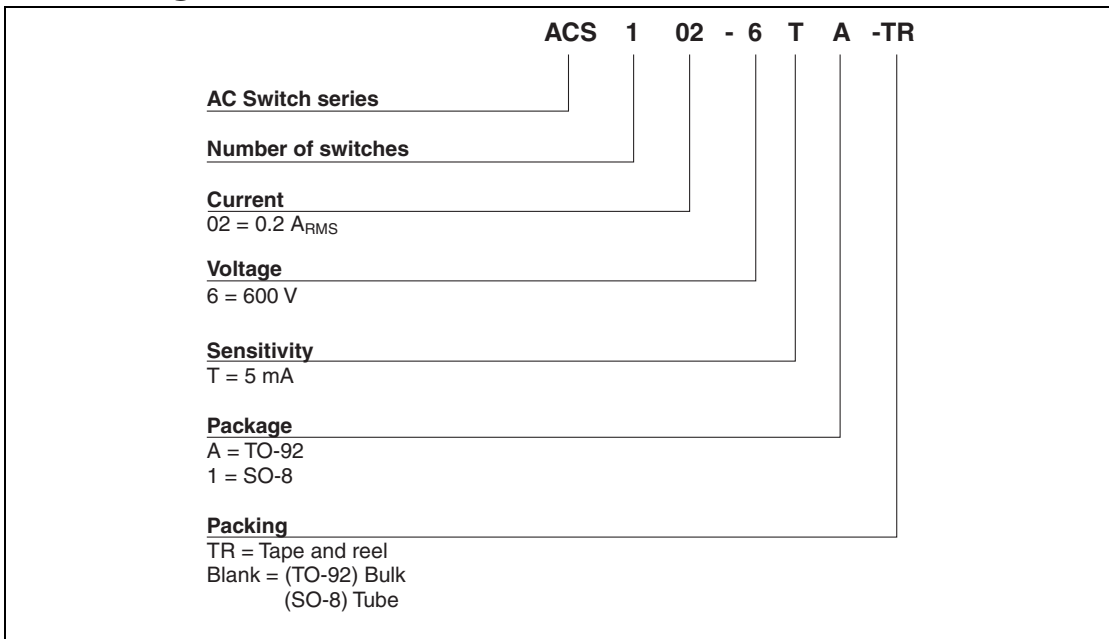 ACS 1 02 - 6 T A -TR
AC Switch series
Number of switches
Current
02 = 0.2 ARMS
Voltage
6 = 600 V
Sensitivity
T = 5 mA
Package
A = TO-92
1 = SO-8
Packing
TR = Tape and reel
Blank = (TO-92) Bulk
(SO-8) Tube